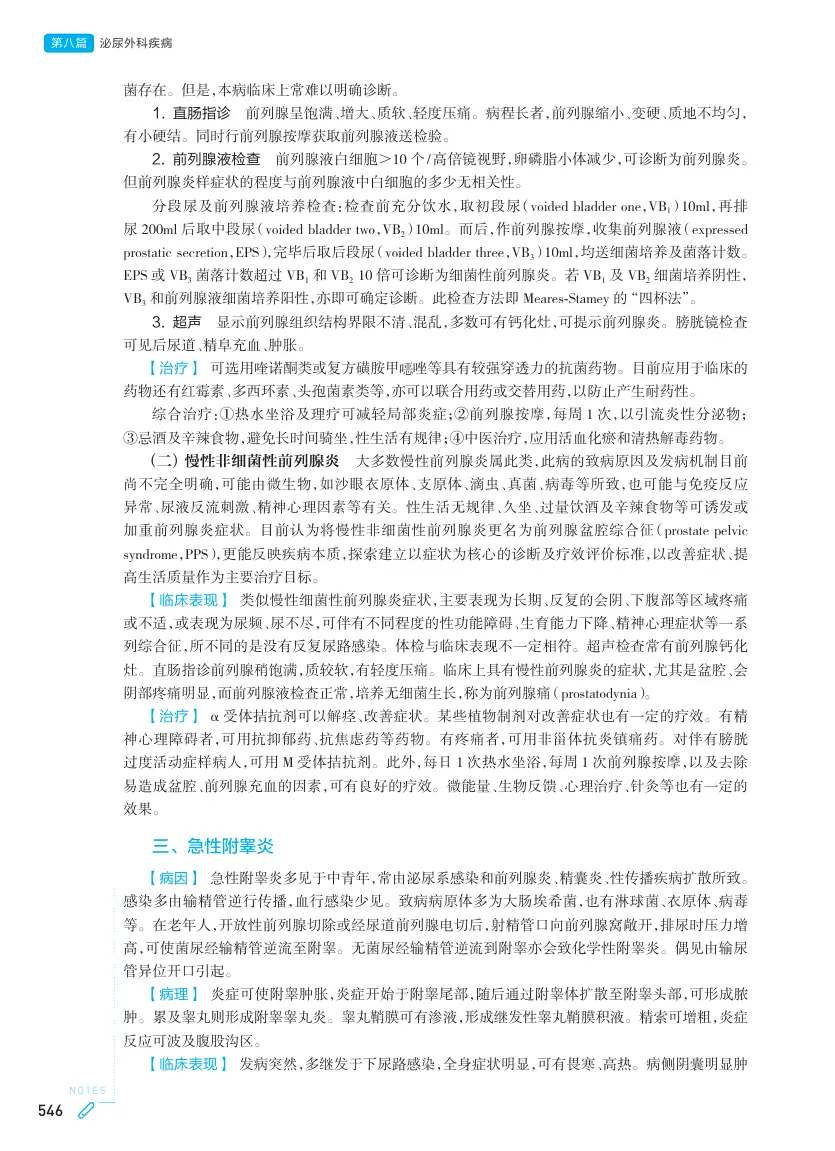 第八篇 泌尿外科疾病
菌存在。但是,本病临床上常难以明确诊断。
1. 直肠指诊 前列腺呈饱满、增大、质软、轻度压痛。病程长者,前列腺缩小、变硬、质地不均匀,
有小硬结。同时行前列腺按摩获取前列腺液送检验。
2. 前列腺液检查 前列腺液白细胞>10 个/高倍镜视野,卵磷脂小体减少,可诊断为前列腺炎。
但前列腺炎样症状的程度与前列腺液中白细胞的多少无相关性。
分段尿及前列腺液培养检查:检查前充分饮水,取初段尿(voided bladder one,VB₁)10ml,再排
尿 200ml 后取中段尿(voided bladder two,VB₂)10ml。而后,作前列腺按摩,收集前列腺液(expressed
prostatic secretion,EPS),完毕后取后段尿(voided bladder three,VB₃)10ml,均送细菌培养及菌落计数。
EPS 或 VB₃ 菌落计数超过 VB₁ 和 VB₂ 10 倍可诊断为细菌性前列腺炎。若 VB₁ 及 VB₂ 细菌培养阴性,
VB₃ 和前列腺液细菌培养阳性,亦即可确定诊断。此检查方法即 Meares-Stamey 的 “四杯法”。
3. 超声 显示前列腺组织结构界限不清、混乱,多数可有钙化灶,可提示前列腺炎。膀胱镜检查
可见后尿道、精阜充血、肿胀。
【治疗】 可选用喹诺酮类或复方磺胺甲噁唑等具有较强穿透力的抗菌药物。目前应用于临床的
药物还有红霉素、多西环素、头孢菌素类等,亦可以联合用药或交替用药,以防止产生耐药性。
综合治疗:①热水坐浴及理疗可减轻局部炎症;②前列腺按摩,每周 1 次,以引流炎性分泌物;
③忌酒及辛辣食物,避免长时间骑坐,性生活有规律;④中医治疗,应用活血化瘀和清热解毒药物。
(二) 慢性非细菌性前列腺炎 大多数慢性前列腺炎属此类,此病的致病原因及发病机制目前
尚不完全明确,可能由微生物,如沙眼衣原体、支原体、滴虫、真菌、病毒等所致,也可能与免疫反应
异常、尿液反流刺激、精神心理因素等有关。性生活无规律、久坐、过量饮酒及辛辣食物等可诱发或
加重前列腺炎症状。目前认为将慢性非细菌性前列腺炎更名为前列腺盆腔综合征(prostate pelvic
syndrome,PPS),更能反映疾病本质,探索建立以症状为核心的诊断及疗效评价标准,以改善症状、提
高生活质量作为主要治疗目标。
【临床表现】 类似慢性细菌性前列腺炎症状,主要表现为长期、反复的会阴、下腹部等区域疼痛
或不适,或表现为尿频、尿不尽,可伴有不同程度的性功能障碍、生育能力下降、精神心理症状等一系
列综合征,所不同的是没有反复尿路感染。体检与临床表现不一定相符。超声检查常有前列腺钙化
灶。直肠指诊前列腺稍饱满,质较软,有轻度压痛。临床上具有慢性前列腺炎的症状,尤其是盆腔、会
阴部疼痛明显,而前列腺液检查正常,培养无细菌生长,称为前列腺痛(prostatodynia)。
【治疗】 α 受体拮抗剂可以解痉、改善症状。某些植物制剂对改善症状也有一定的疗效。有精
神心理障碍者,可用抗抑郁药、抗焦虑药等药物。有疼痛者,可用非甾体抗炎镇痛药。对伴有膀胱
过度活动症样病人,可用 M 受体拮抗剂。此外,每日 1 次热水坐浴,每周 1 次前列腺按摩,以及去除
易造成盆腔、前列腺充血的因素,可有良好的疗效。微能量、生物反馈、心理治疗、针灸等也有一定的
效果。
三、急性附睾炎
【病因】 急性附睾炎多见于中青年,常由泌尿系感染和前列腺炎、精囊炎、性传播疾病扩散所致。
感染多由输精管逆行传播,血行感染少见。致病病原体多为大肠埃希菌,也有淋球菌、衣原体、病毒
等。在老年人,开放性前列腺切除或经尿道前列腺电切后,射精管口向前列腺窝敞开,排尿时压力增
高,可使菌尿经输精管逆流至附睾。无菌尿经输精管逆流到附睾亦会致化学性附睾炎。偶见由输尿
管异位开口引起。
【病理】 炎症可使附睾肿胀,炎症开始于附睾尾部,随后通过附睾体扩散至附睾头部,可形成脓
肿。累及睾丸则形成附睾睾丸炎。睾丸鞘膜可有渗液,形成继发性睾丸鞘膜积液。精索可增粗,炎症
反应可波及腹股沟区。
【临床表现】 发病突然,多继发于下尿路感染,全身症状明显,可有畏寒、高热。病侧阴囊明显肿
NOTES
546